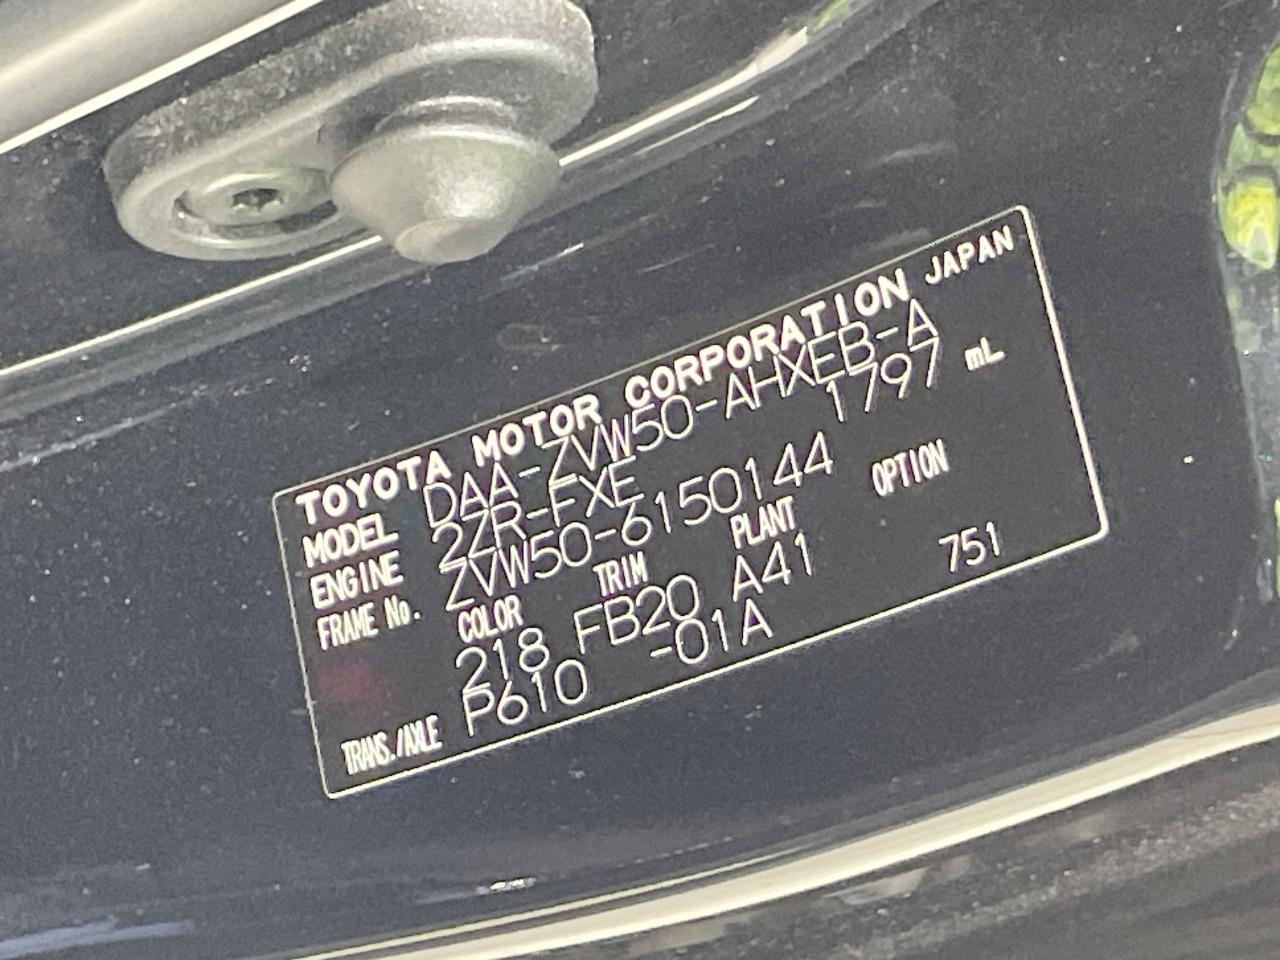 TOYOTA MOTOR CORPORATION JAPAN
MODEL DAA-ZVW50-AHXEB-A
ENGINE 2ZR-FXE 1797 mL
FRAME No. ZVW50-6150144
COLOR TRIM PLANT OPTION
218 FB20 A41 751
TRANS./AXLE P610 -01A